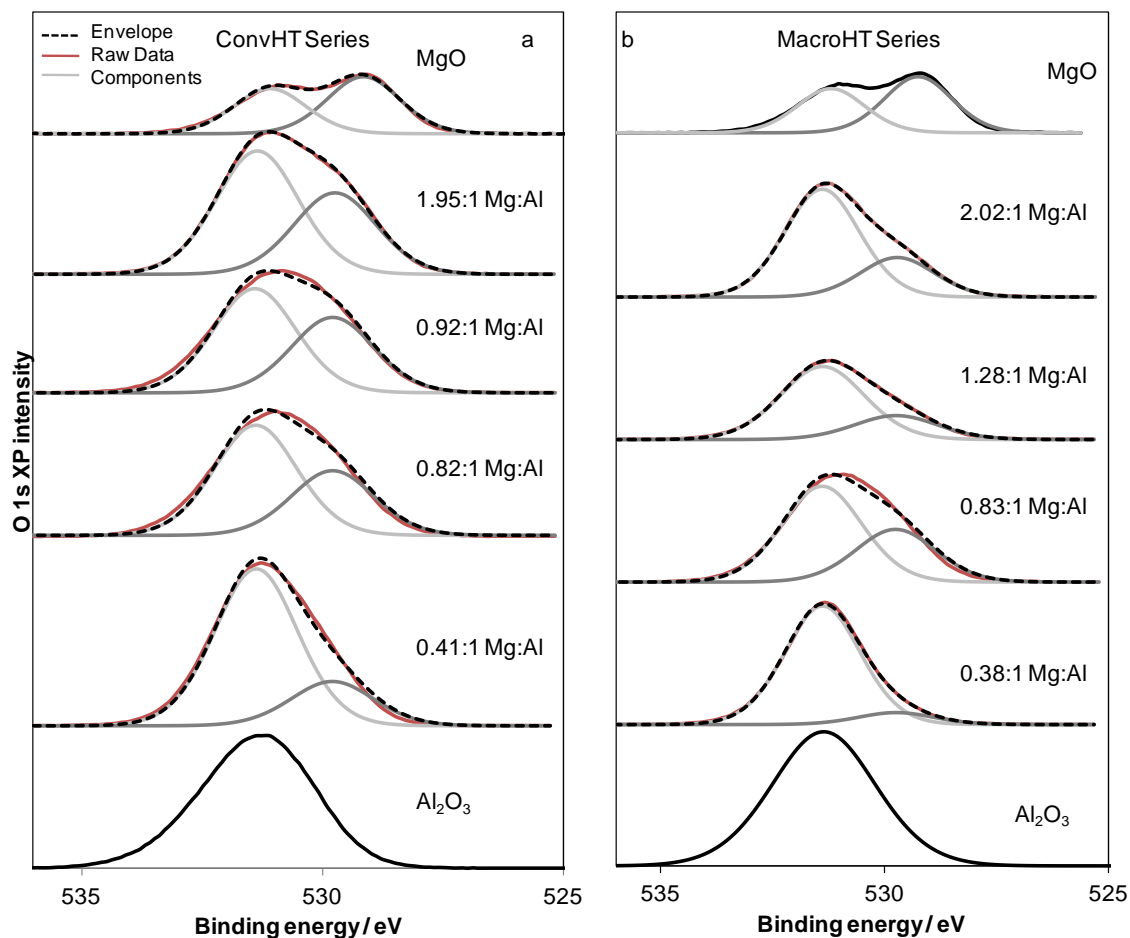 Envelope
Raw Data
Components
ConvHT Series
a
MgO
1.95:1 Mg:Al
0.92:1 Mg:Al
0.82:1 Mg:Al
0.41:1 Mg:Al
Al₂O₃
O 1s XP intensity
535
530
525
Binding energy / eV
b
MacroHT Series
MgO
2.02:1 Mg:Al
1.28:1 Mg:Al
0.83:1 Mg:Al
0.38:1 Mg:Al
Al₂O₃
535
530
525
Binding energy / eV